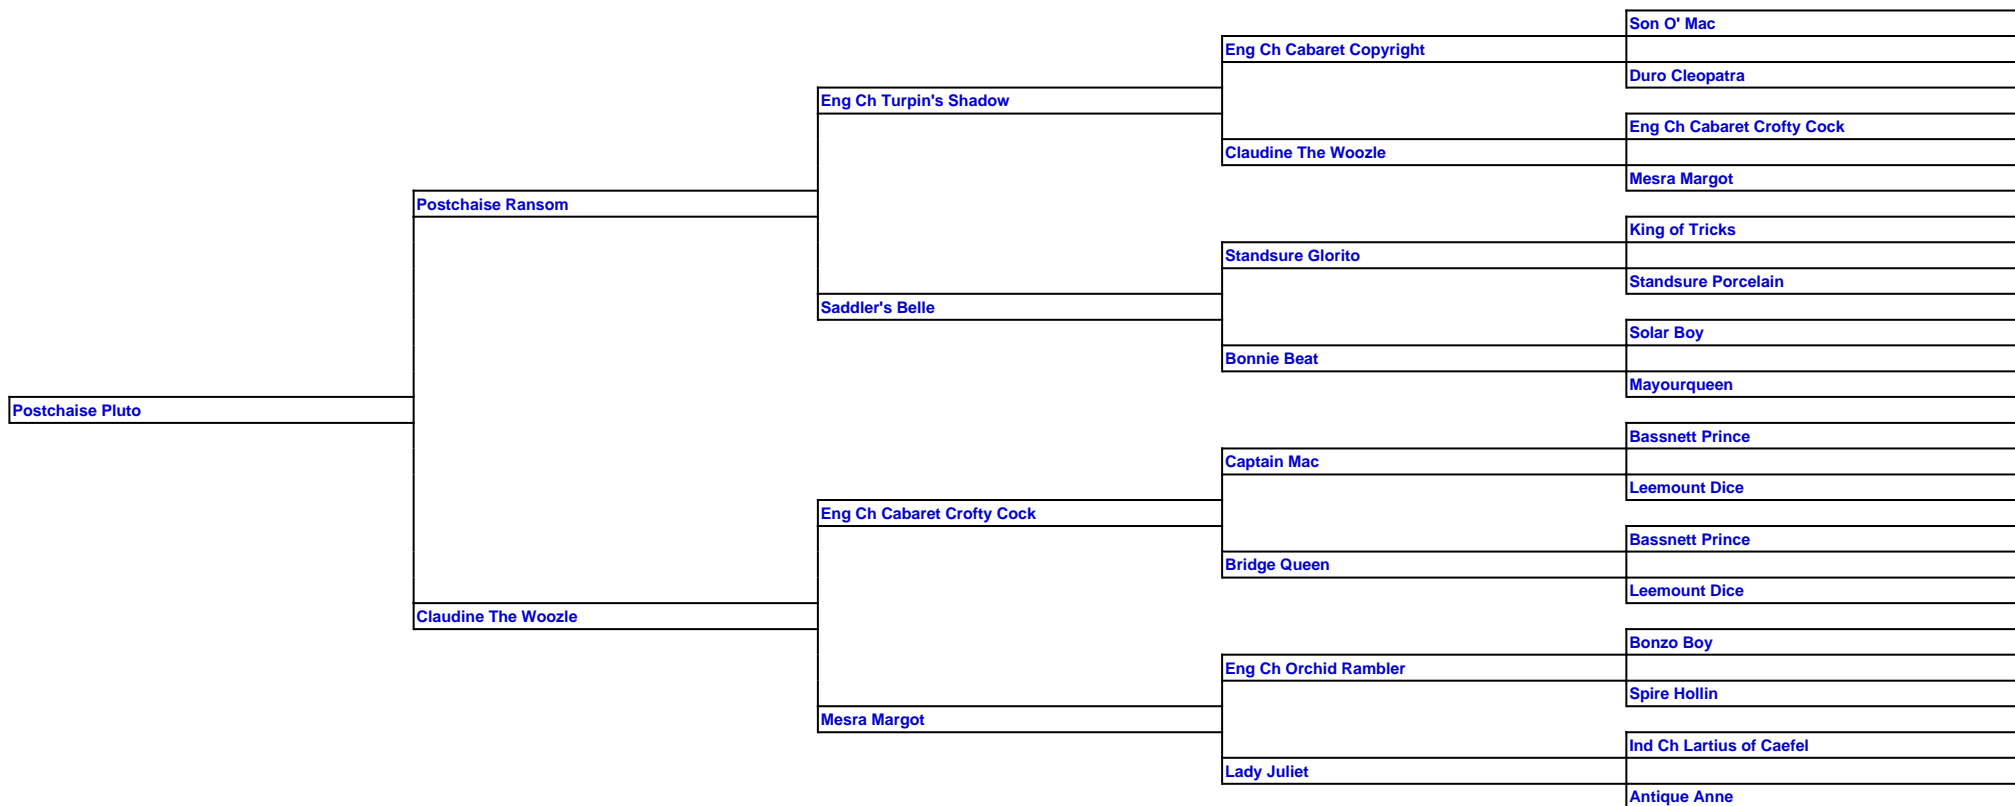 Son O' Mac
Eng Ch Cabaret Copyright
Duro Cleopatra
Eng Ch Turpin's Shadow
Eng Ch Cabaret Crofty Cock
Claudine The Woozle
Mesra Margot
Postchaise Ransom
King of Tricks
Standsure Glorito
Standsure Porcelain
Saddler's Belle
Solar Boy
Bonnie Beat
Mayourqueen
Postchaise Pluto
Bassnett Prince
Captain Mac
Leemount Dice
Eng Ch Cabaret Crofty Cock
Bassnett Prince
Bridge Queen
Leemount Dice
Claudine The Woozle
Bonzo Boy
Eng Ch Orchid Rambler
Spire Hollin
Mesra Margot
Ind Ch Lartius of Caefel
Lady Juliet
Antique Anne